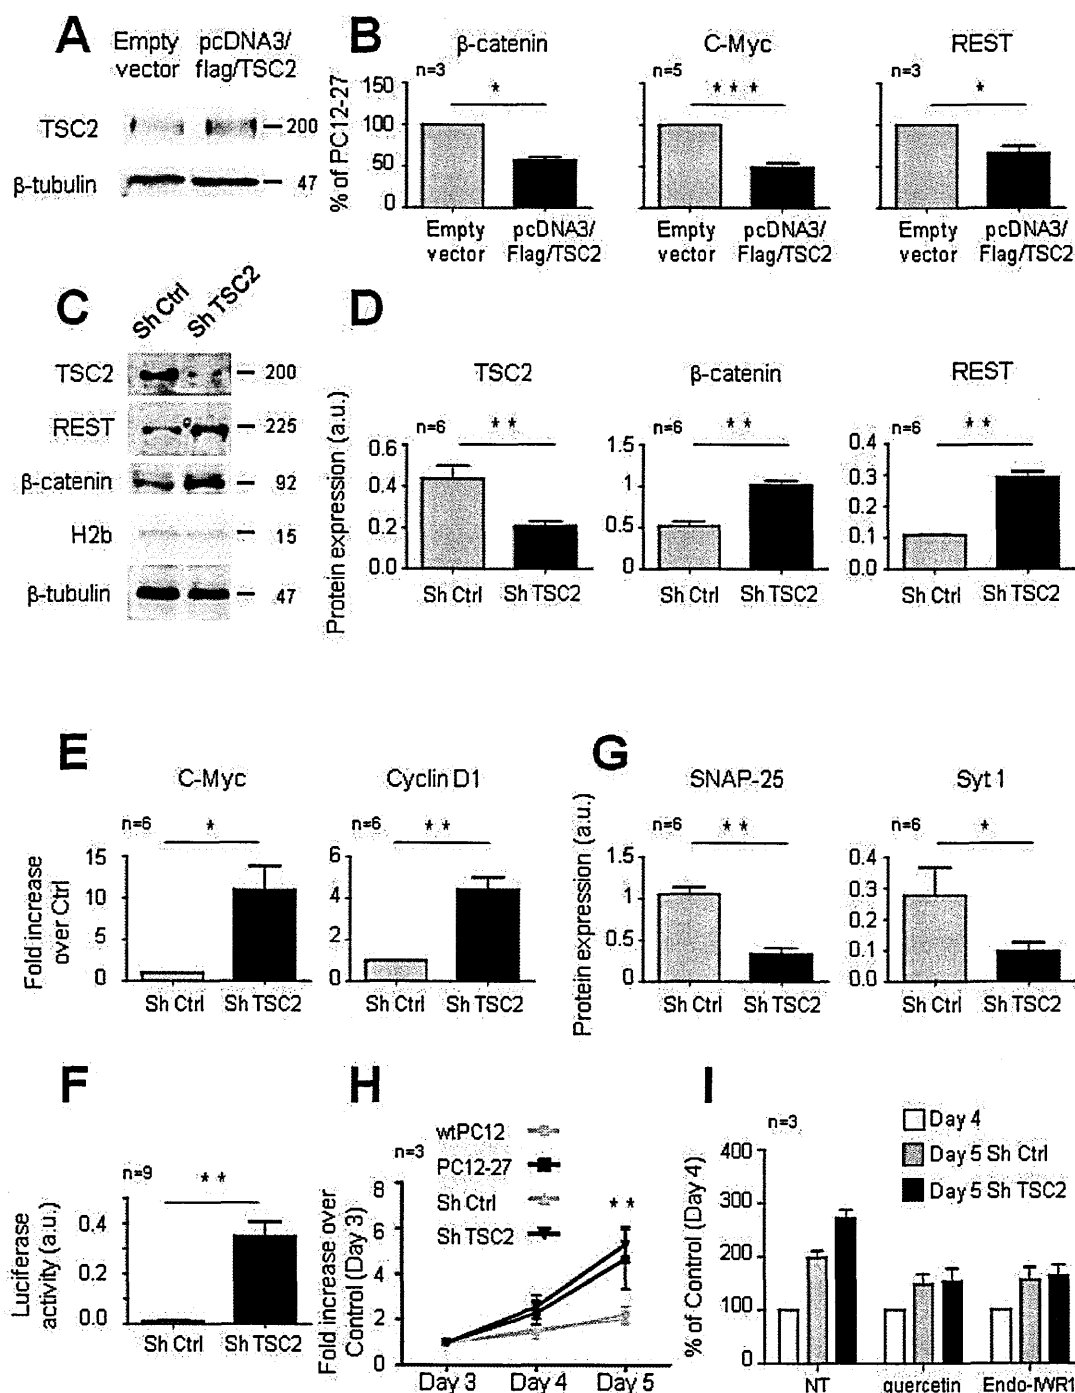 A
Empty vector
pcDNA3/ flag/TSC2
TSC2
200
β-tubulin
47
B
β-catenin
C-Myc
REST
% of PC12-27
n=3
*
150
100
50
0
Empty vector
pcDNA3/ Flag/TSC2
n=5
* * *
Empty vector
pcDNA3/ Flag/TSC2
n=3
*
Empty vector
pcDNA3/ Flag/TSC2
C
Sh Ctrl
Sh TSC2
TSC2
200
REST
225
β-catenin
92
H2b
15
β-tubulin
47
D
Protein expression (a.u.)
TSC2
n=6
* *
0.6
0.4
0.2
0.0
Sh Ctrl
Sh TSC2
β-catenin
n=6
* *
1.5
1
0.5
0
Sh Ctrl
Sh TSC2
REST
n=6
* *
0.4
0.3
0.2
0.1
0.0
Sh Ctrl
Sh TSC2
E
Fold increase over Ctrl
C-Myc
n=6
*
15
10
5
0
Sh Ctrl
Sh TSC2
Cyclin D1
n=6
* *
6
4
2
0
Sh Ctrl
Sh TSC2
G
Protein expression (a.u.)
SNAP-25
n=6
* *
1.5
1
0.5
0
Sh Ctrl
Sh TSC2
Syt 1
n=6
*
0.4
0.3
0.2
0.1
0.0
Sh Ctrl
Sh TSC2
F
Luciferase activity (a.u.)
n=9
* *
0.4
0.2
0.0
Sh Ctrl
Sh TSC2
H
Fold increase over Control (Day 3)
n=3
wtPC12
PC12-27
Sh Ctrl
Sh TSC2
* *
8
6
4
2
0
Day 3
Day 4
Day 5
I
% of Control (Day 4)
n=3
Day 4
Day 5 Sh Ctrl
Day 5 Sh TSC2
400
300
200
100
0
NT
quercetin
Endo-IWR1